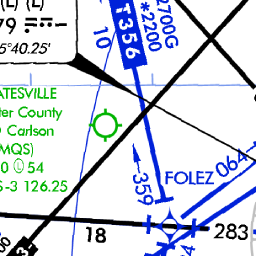 (L) (L)
79
5°40.25'
2700G
*2200
T356
10
ATESVILLE
ter County
Carlson
MQS)
0 Ⓛ 54
S-3 126.25
359
FOLEZ
064
18
283